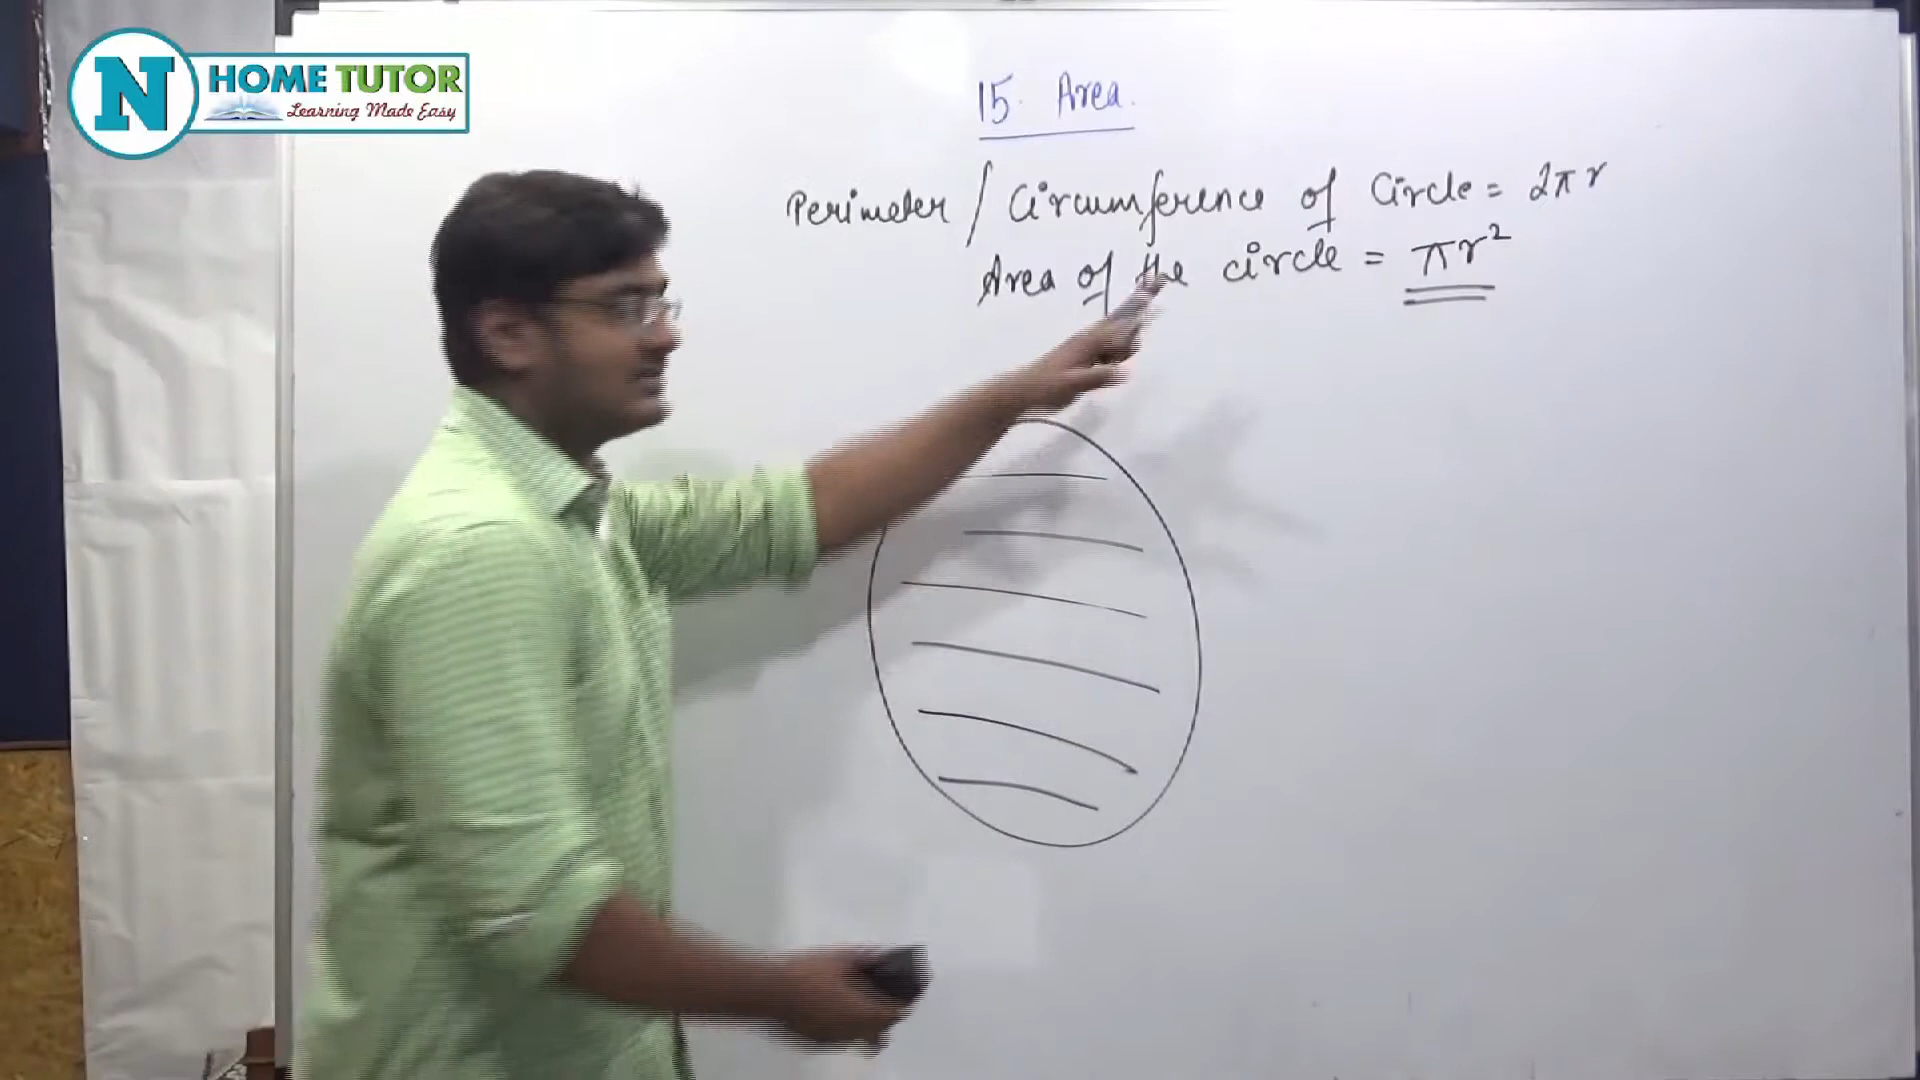 N HOME TUTOR
Learning Made Easy
15. Area.
Perimeter / Circumference of Circle = 2πr
Area of the circle = πr²